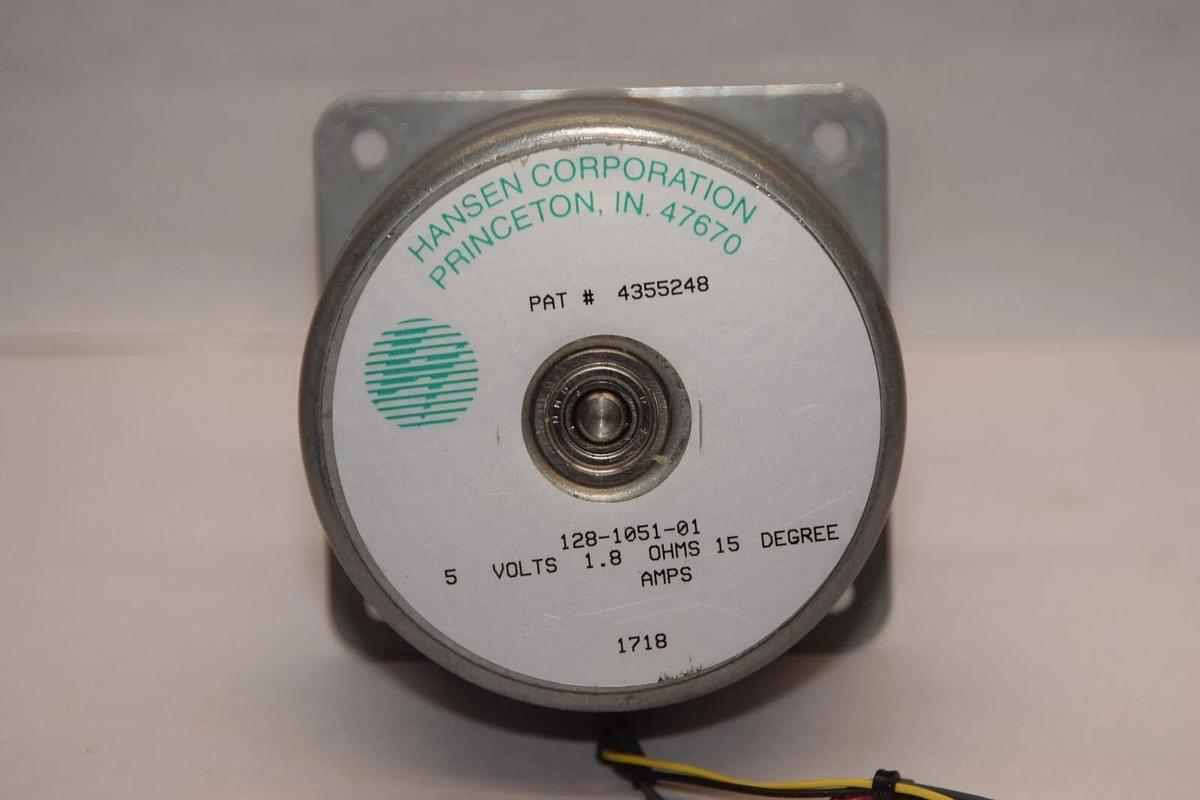 HANSEN CORPORATION
PRINCETON, IN. 47670
PAT # 4355248
128-1051-01
5 VOLTS 1.8 OHMS 15 DEGREE
AMPS
1718